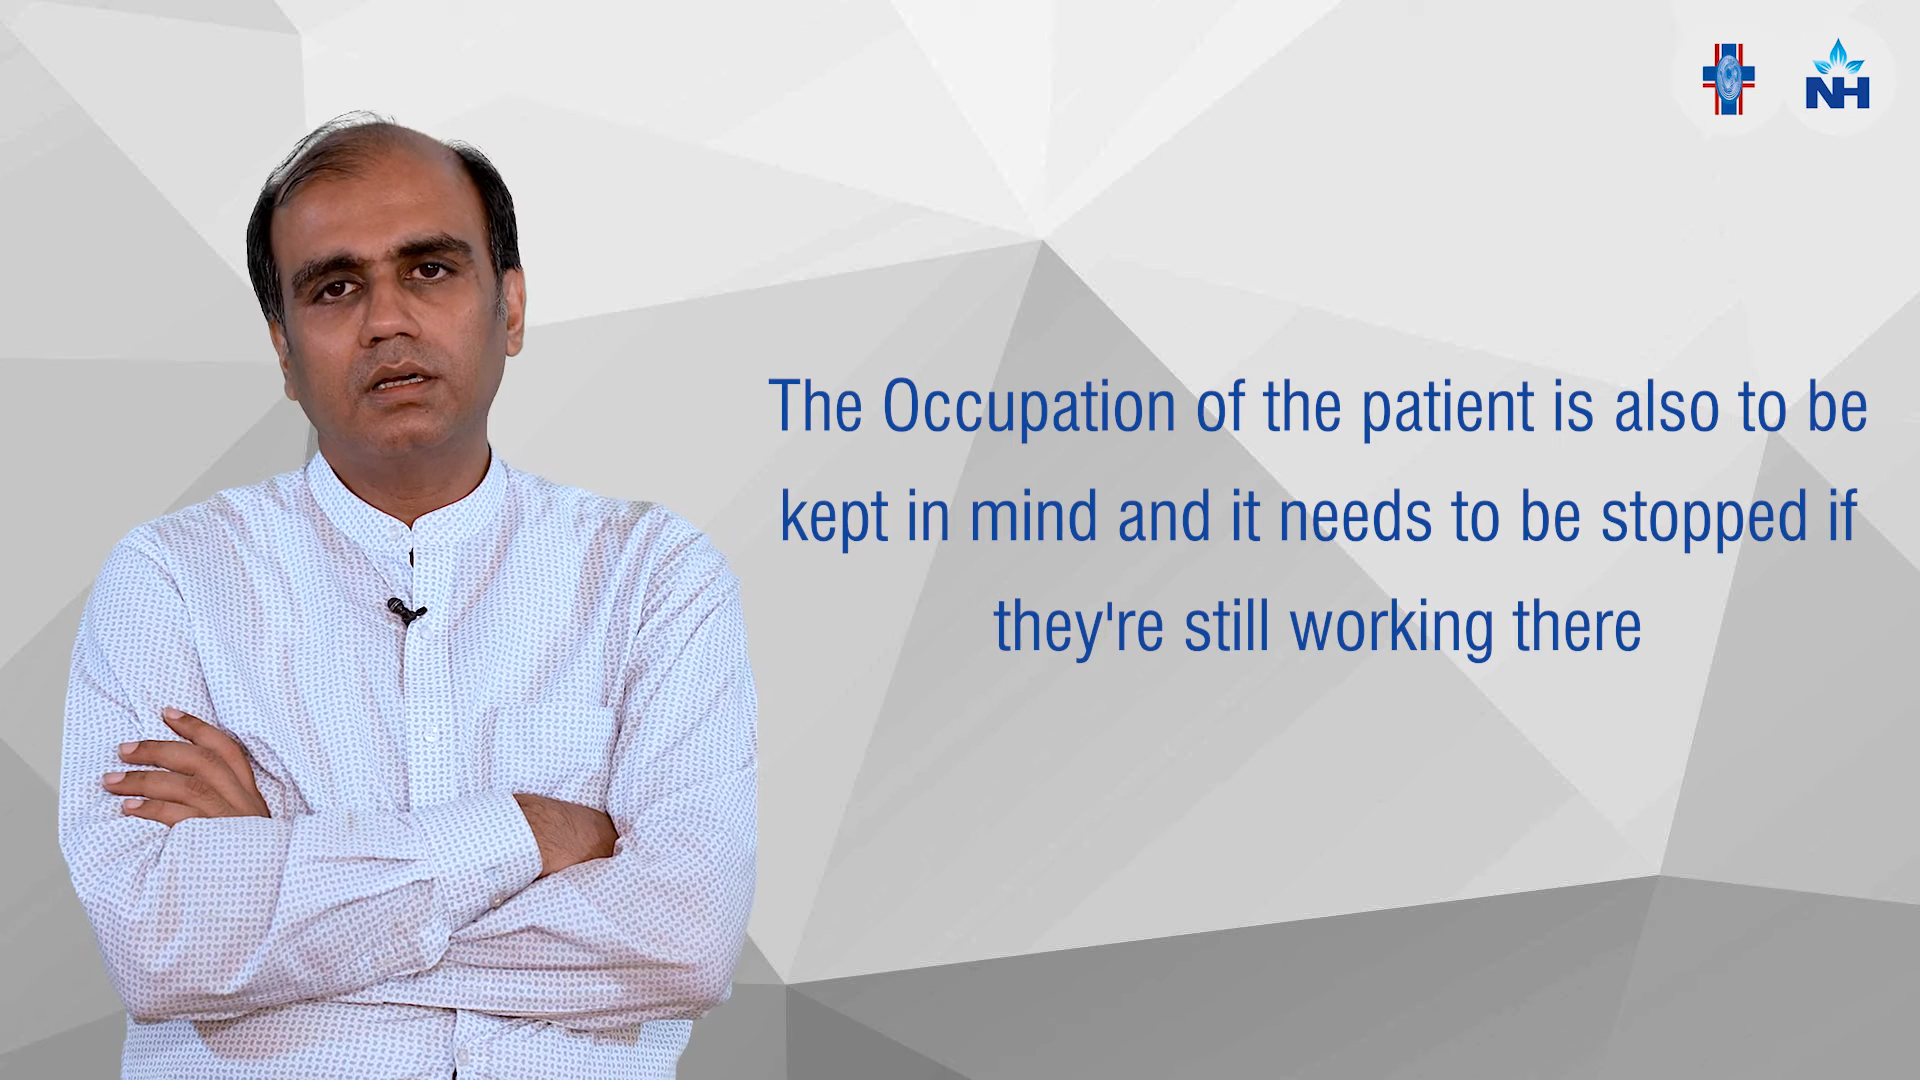 NH
The Occupation of the patient is also to be
kept in mind and it needs to be stopped if
they're still working there